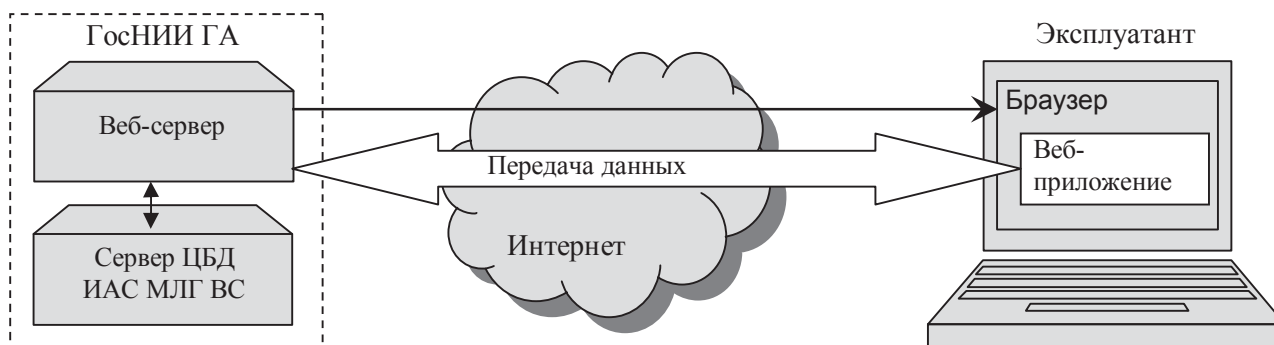 ГосНИИ ГА
Веб-сервер
Сервер ЦБД
ИАС МЛГ ВС
Передача данных
Интернет
Эксплуатант
Браузер
Веб-
приложение